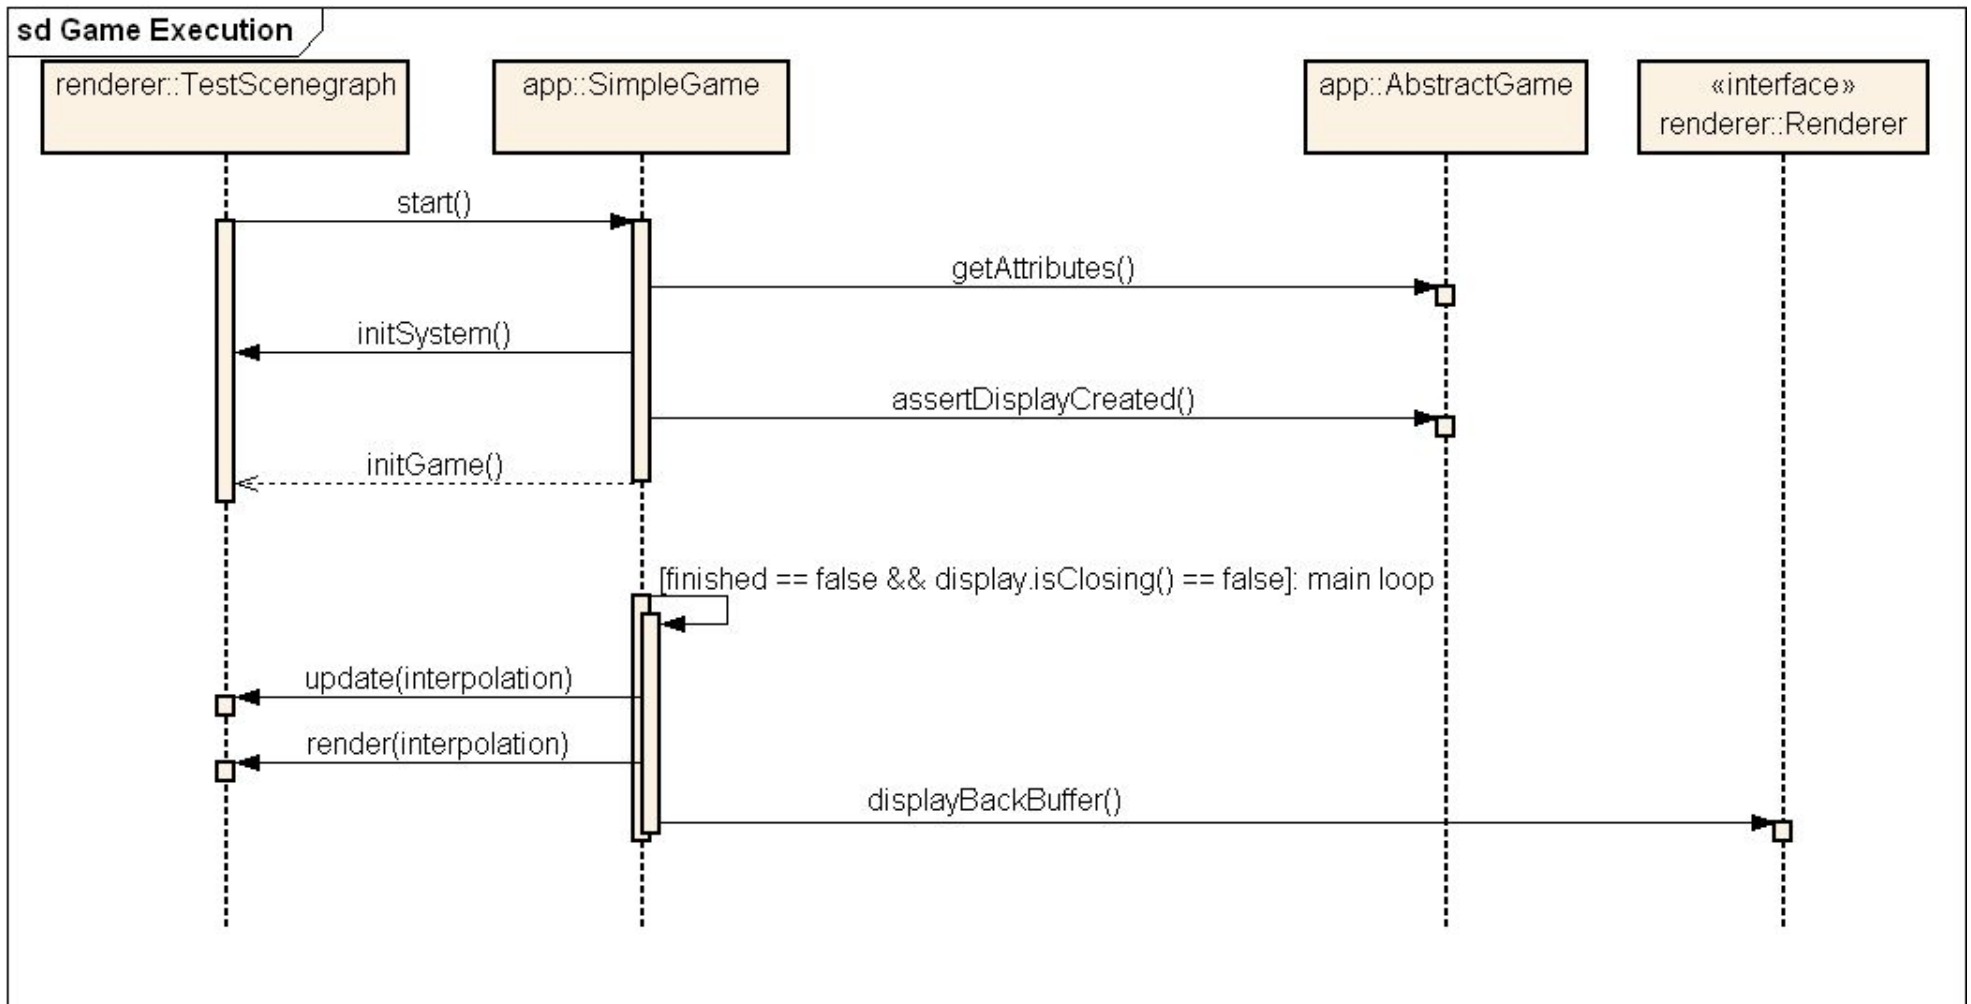 sd Game Execution
renderer::TestScenegraph
app::SimpleGame
app::AbstractGame
«interface»
renderer::Renderer
start()
getAttributes()
initSystem()
assertDisplayCreated()
initGame()
[finished == false && display.isClosing() == false]: main loop
update(interpolation)
render(interpolation)
displayBackBuffer()